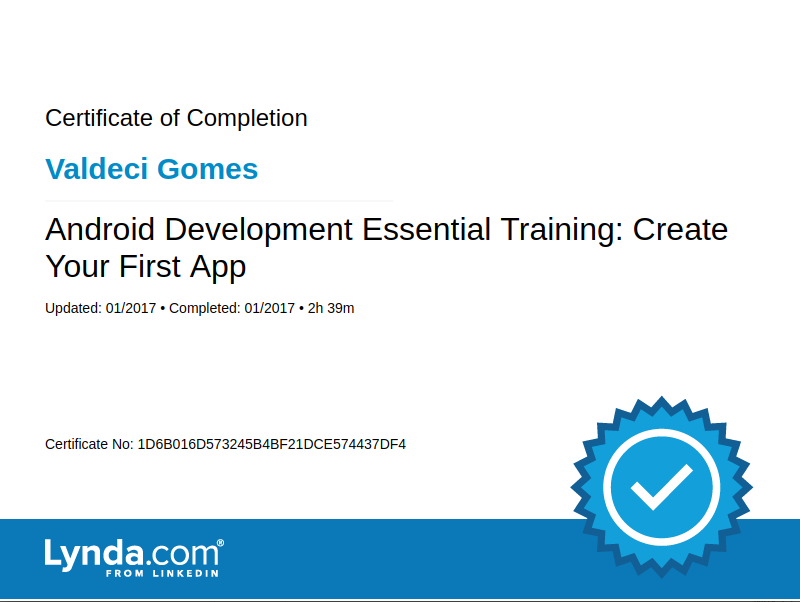 Certificate of Completion
Valdeci Gomes
Android Development Essential Training: Create
Your First App
Updated: 01/2017 • Completed: 01/2017 • 2h 39m
Certificate No: 1D6B016D573245B4BF21DCE574437DF4
Lynda.com®
FROM LINKEDIN